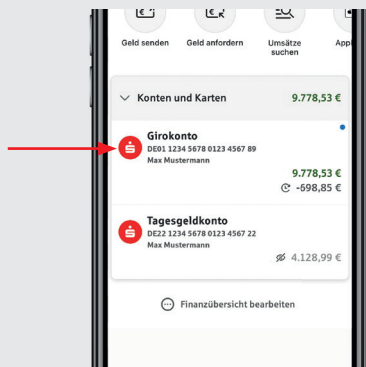 Geld senden
Geld anfordern
Umsätze
suchen
App
Konten und Karten
9.778,53 €
Girokonto
DE01 1234 5678 0123 4567 89
Max Mustermann
9.778,53 €
-698,85 €
Tagesgeldkonto
DE22 1234 5678 0123 4567 22
Max Mustermann
4.128,99 €
Finanzübersicht bearbeiten